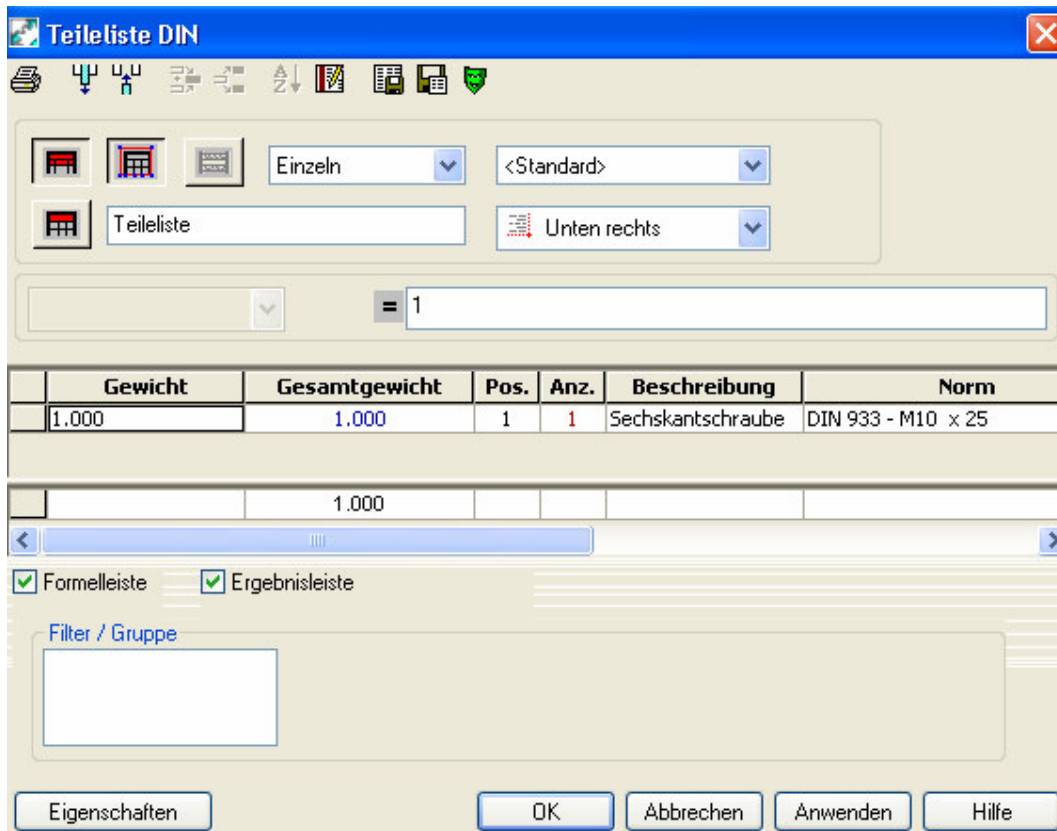 Teileliste DIN
Einzeln <Standard>
Teileliste Unten rechts
= 1
Gewicht Gesamtgewicht Pos. Anz. Beschreibung Norm
1.000 1.000 1 1 Sechskantschraube DIN 933 - M10 x 25
1.000
Formelleiste Ergebnisleiste
Filter / Gruppe
Eigenschaften OK Abbrechen Anwenden Hilfe